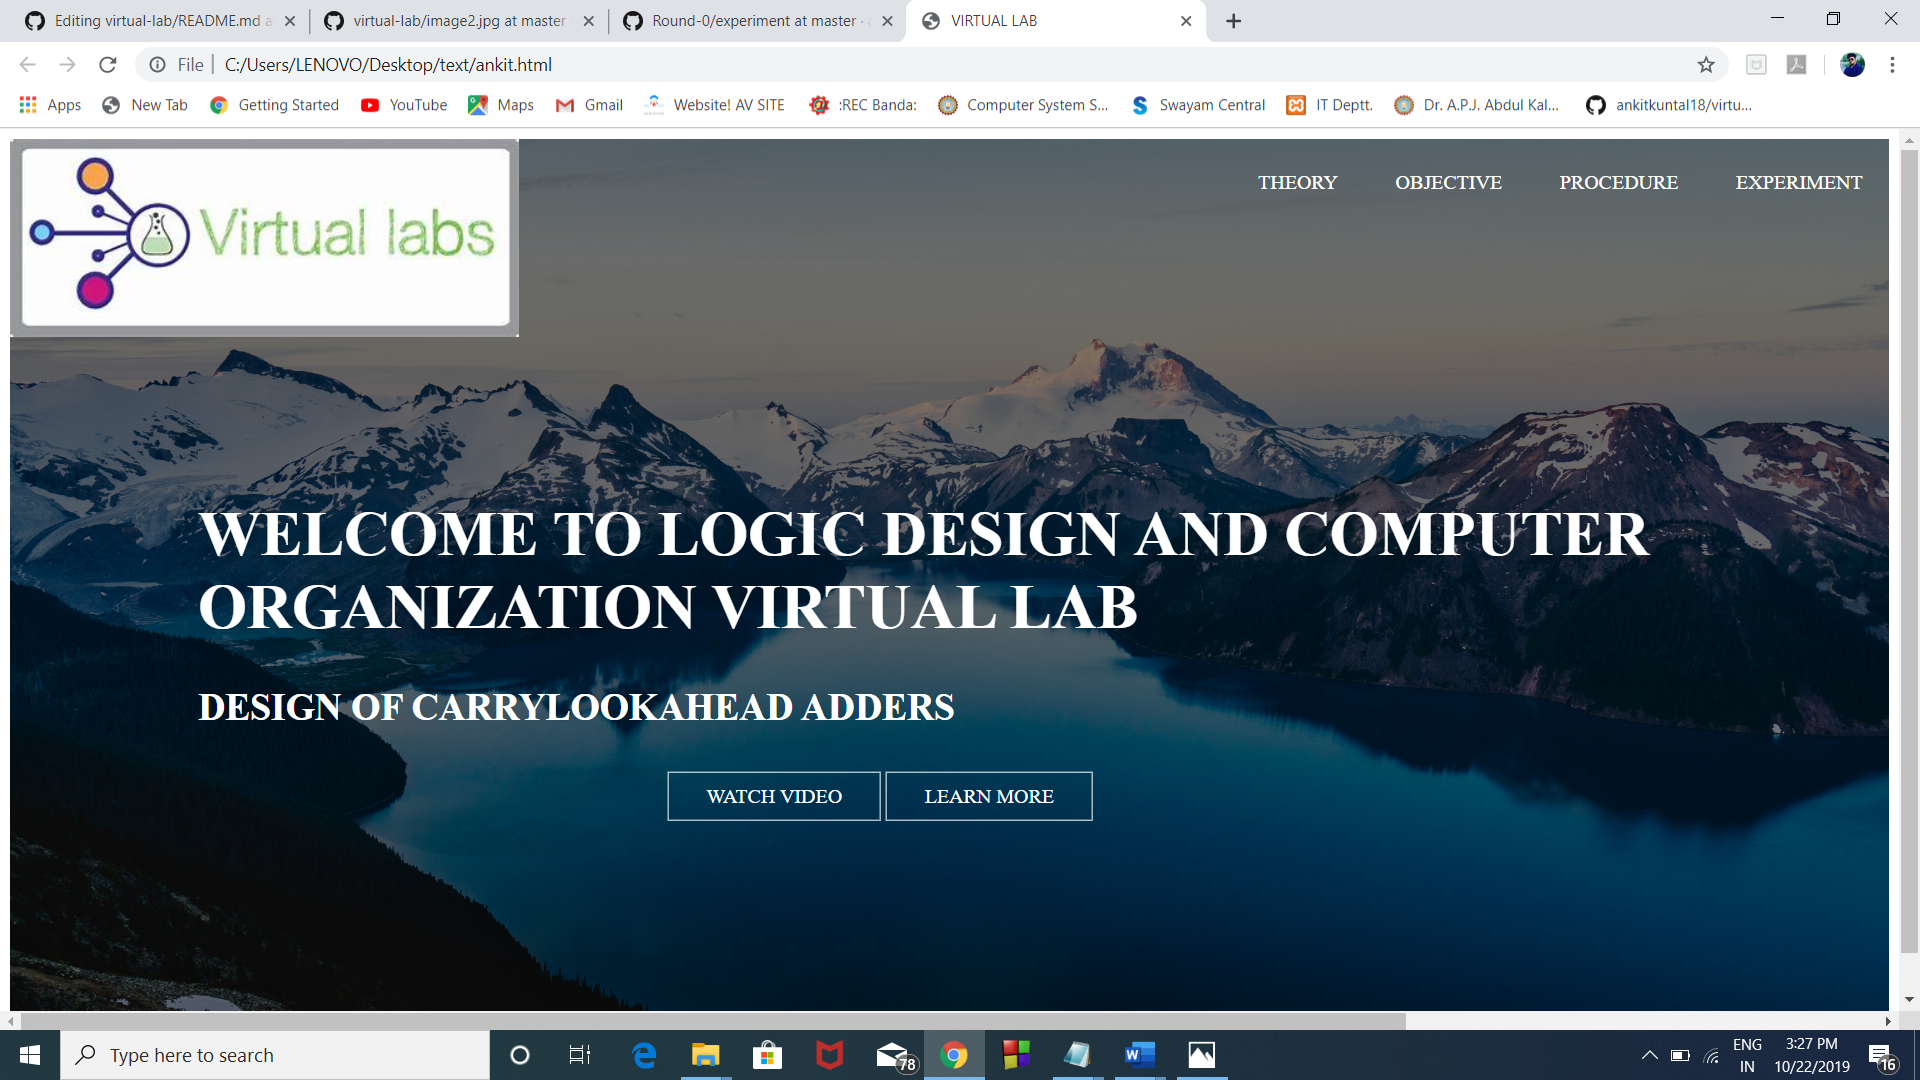 Editing virtual-lab/README.md a
virtual-lab/image2.jpg at master
Round-0/experiment at master ·
VIRTUAL LAB
File
C:/Users/LENOVO/Desktop/text/ankit.html
Apps
New Tab
Getting Started
YouTube
Maps
Gmail
Website! AV SITE
:REC Banda:
Computer System S...
Swayam Central
IT Deptt.
Dr. A.P.J. Abdul Kal...
ankitkuntal18/virtu...
Virtual labs
THEORY
OBJECTIVE
PROCEDURE
EXPERIMENT
WELCOME TO LOGIC DESIGN AND COMPUTER
ORGANIZATION VIRTUAL LAB
DESIGN OF CARRYLOOKAHEAD ADDERS
WATCH VIDEO
LEARN MORE
Type here to search
78
ENG
IN
3:27 PM
10/22/2019
16